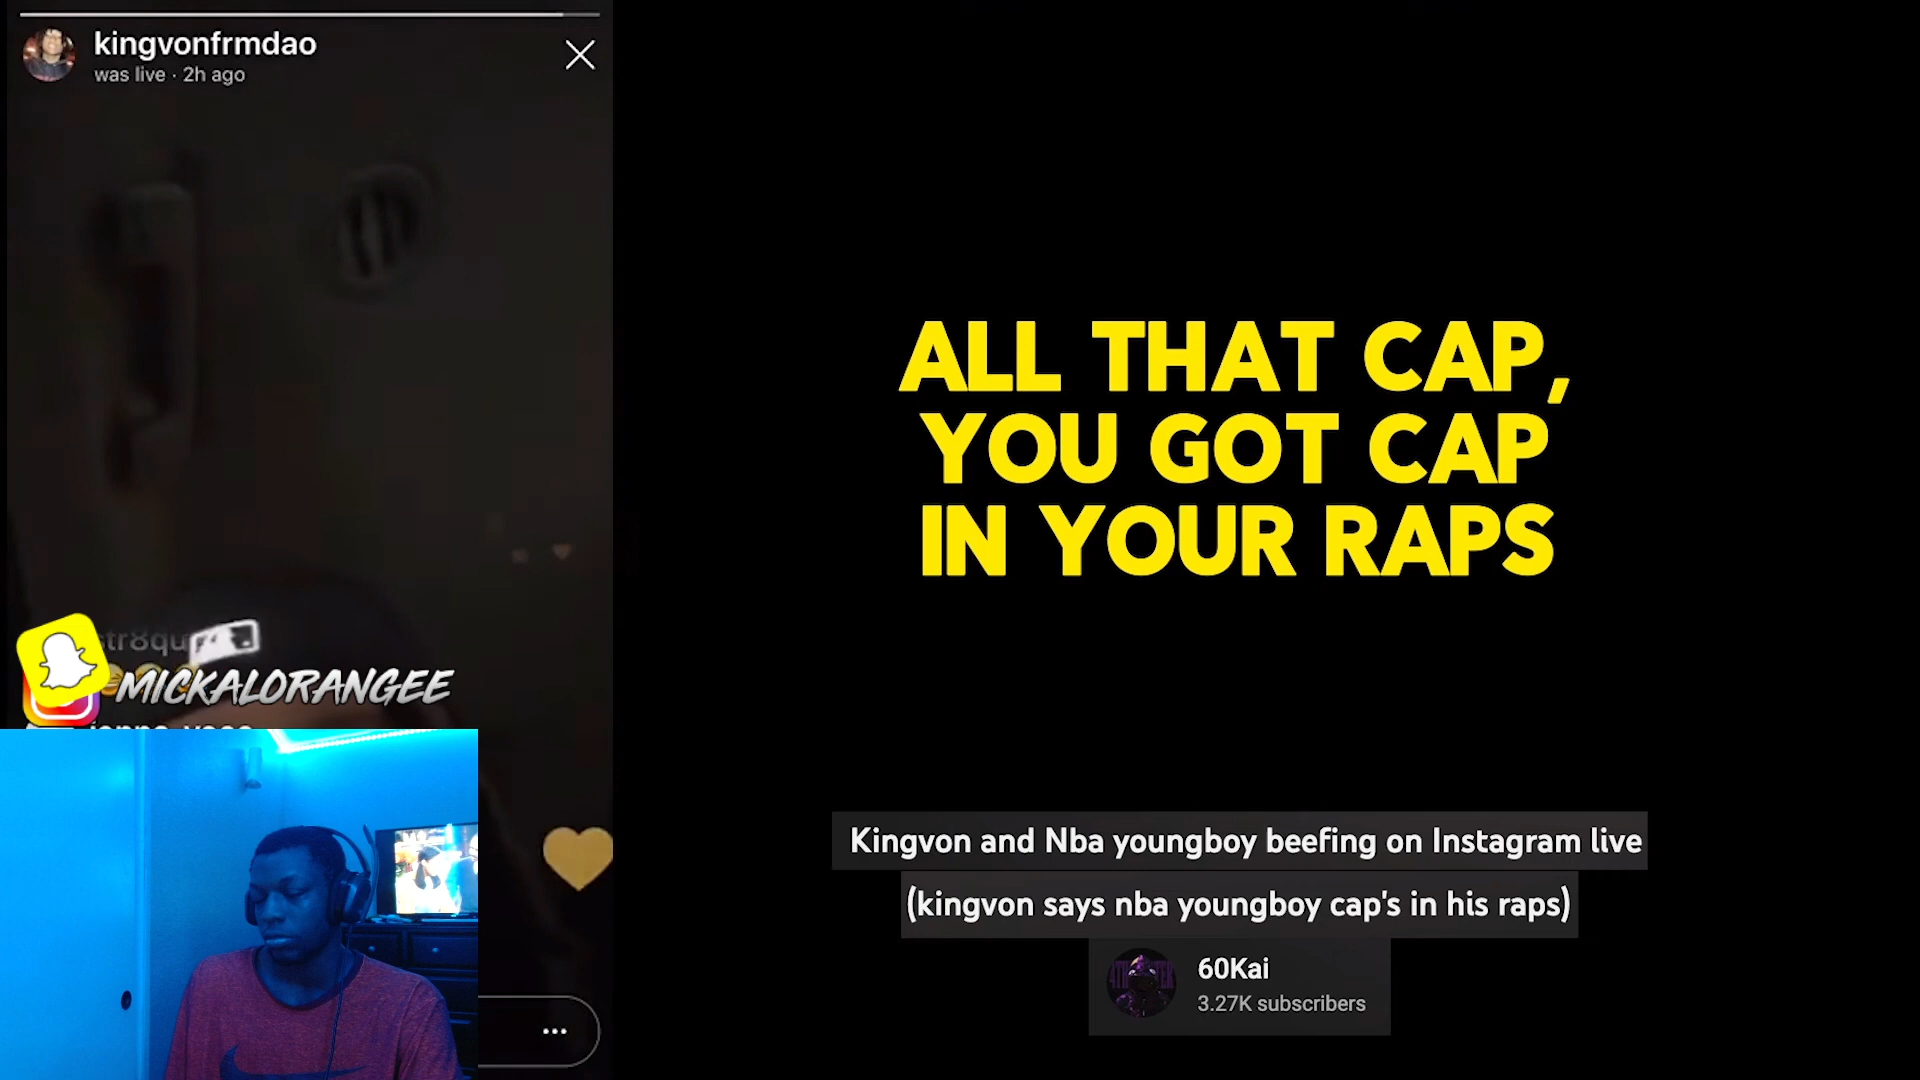 kingvonfrmdao
was live · 2h ago
ALL THAT CAP,
YOU GOT CAP
IN YOUR RAPS
MICKALORANGEE
Kingvon and Nba youngboy beefing on Instagram live
(kingvon says nba youngboy cap's in his raps)
60Kai
3.27K subscribers